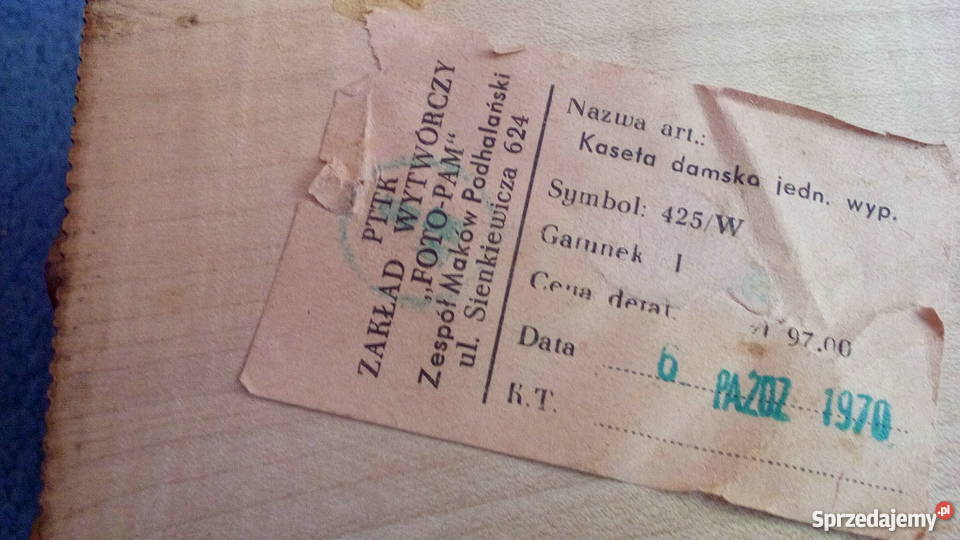 ZAKŁAD PTTK
WYTWÓRCZY
„FOTO-PAM“
Zespół Maków Podhalański
ul. Sienkiewicza 624
Nazwa art.:
Kaseta damska jedn. wyp.
Symbol: 425/W
Gatunek I
Cena detal. zł 97.00
Data 6 PAŹDZ 1970
K.T.
Sprzedajemy.pl